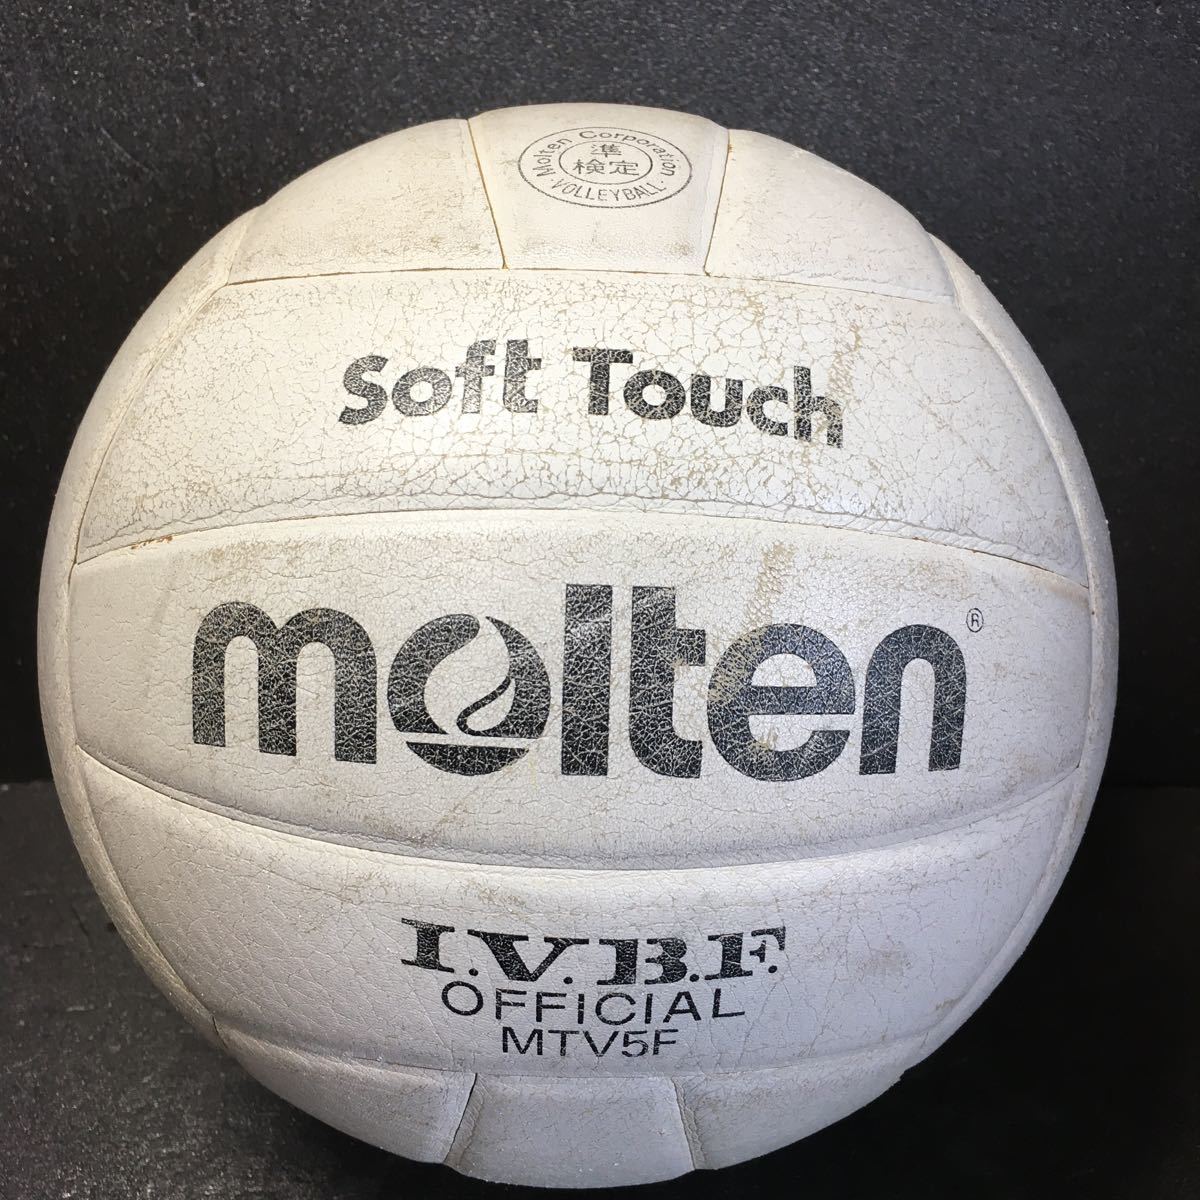 Molten Corporation
準
検定
VOLLEYBALL
Soft Touch
molten®
I.V.B.F.
OFFICIAL
MTV5F